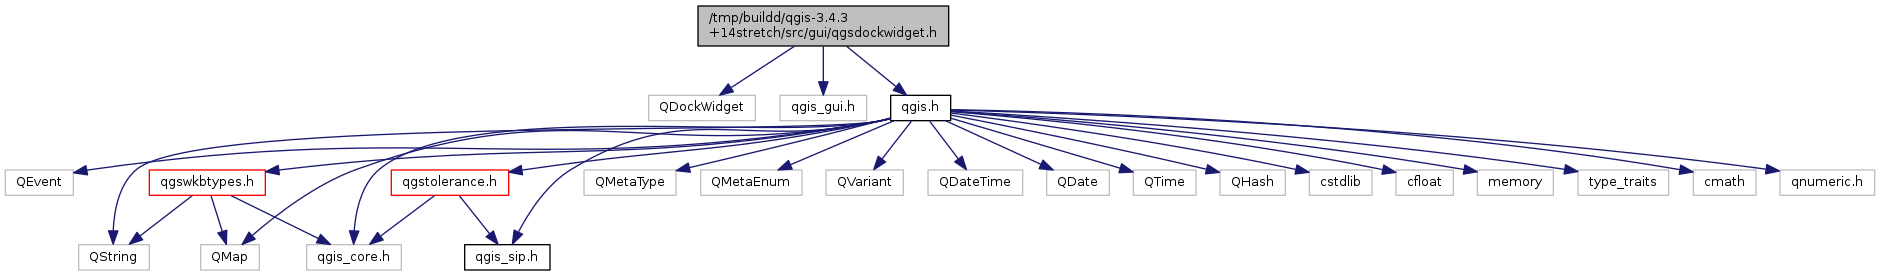 /tmp/buildd/qgis-3.4.3
+14stretch/src/gui/qgsdockwidget.h
QDockWidget
qgis_gui.h
qgis.h
QEvent
qgswkbtypes.h
qgstolerance.h
QMetaType
QMetaEnum
QVariant
QDateTime
QDate
QTime
QHash
cstdlib
cfloat
memory
type_traits
cmath
qnumeric.h
QString
QMap
qgis_core.h
qgis_sip.h